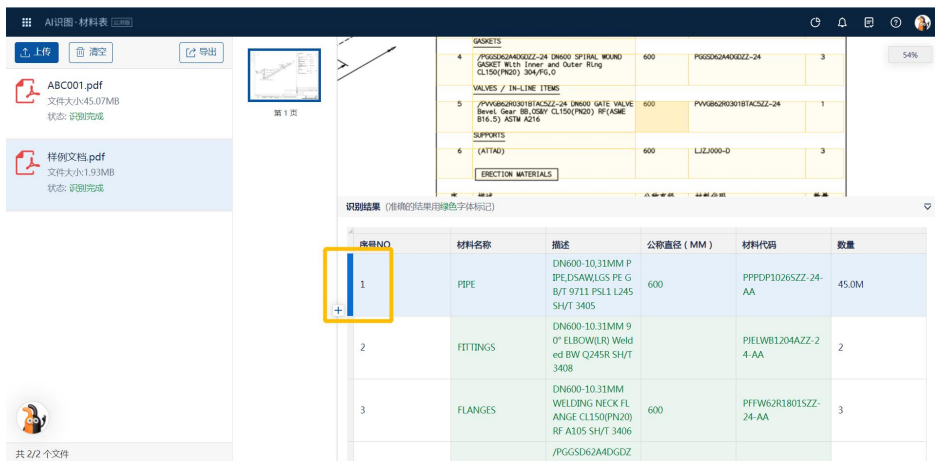 AI识图-材料表
上传
清空
导出
ABC001.pdf
文件大小:45.07MB
状态: 识别完成
样例文档.pdf
文件大小:1.93MB
状态: 识别完成
共 2/2 个文件
第 1 页
54%
GASKETS
4 /PGGSD62A4DGDZZ-24 DN600 SPIRAL WOUND 600 PGGSD62A4DGDZZ-24 3
GASKET With Inner and Outer Ring
CL150(PN20) 304/FG,0
VALVES / IN-LINE ITEMS
5 /PVVGB62R0301BTAC5ZZ-24 DN600 GATE VALVE 600 PVVGB62R0301BTAC5ZZ-24 1
Bevel Gear BB,OS&Y CL150(PN20) RF(ASME
B16.5) ASTM A216
SUPPORTS
6 (ATTAD) 600 LJZJ000-D 3
ERECTION MATERIALS
识别结果 (准确的结果用绿色字体标记)
序号NO 材料名称 描述 公称直径 ( MM ) 材料代码 数量
1 PIPE DN600-10,31MM P
IPE,DSAW,LGS PE G
B/T 9711 PSL1 L245
SH/T 3405
600 PPPDP1026SZZ-24-
AA
45.0M
2 FITTINGS DN600-10.31MM 9
0° ELBOW(LR) Weld
ed BW Q245R SH/T
3408
PJELWB1204AZZ-2
4-AA
2
3 FLANGES DN600-10.31MM
WELDING NECK FL
ANGE CL150(PN20)
RF A105 SH/T 3406
600 PFFW62R1801SZZ-
24-AA
3
/PGGSD62A4DGDZ